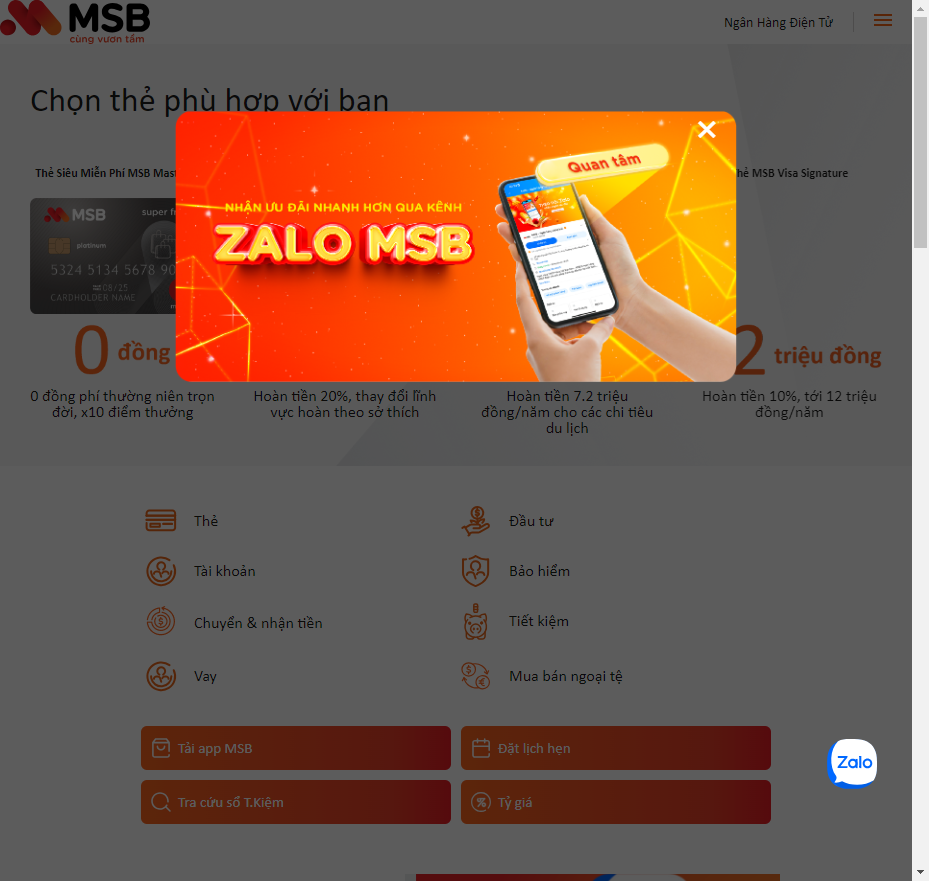 MSB
cùng vươn tầm
Ngân Hàng Điện Tử
Chọn thẻ phù hợp với bạn
Thẻ Siêu Miễn Phí MSB Mast
hẻ MSB Visa Signature
MSB
super fr
platinum
5324 5134 5678 90
08/25
CARDHOLDER NAME
NHẬN ƯU ĐÃI NHANH HƠN QUA KÊNH
ZALO MSB
Quan tâm
0 đồng
2 triệu đồng
0 đồng phí thường niên trọn
đời, x10 điểm thưởng
Hoàn tiền 20%, thay đổi lĩnh
vực hoàn theo sở thích
Hoàn tiền 7.2 triệu
đồng/năm cho các chi tiêu
du lịch
Hoàn tiền 10%, tới 12 triệu
đồng/năm
Thẻ
Đầu tư
Tài khoản
Bảo hiểm
Chuyển & nhận tiền
Tiết kiệm
Vay
Mua bán ngoại tệ
Tải app MSB
Đặt lịch hẹn
Tra cứu sổ T.Kiệm
Tỷ giá
Zalo